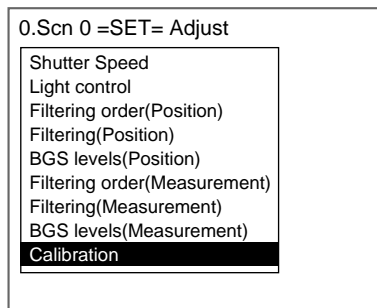 0.Scn 0 =SET= Adjust
Shutter Speed
Light control
Filtering order(Position)
Filtering(Position)
BGS levels(Position)
Filtering order(Measurement)
Filtering(Measurement)
BGS levels(Measurement)
Calibration